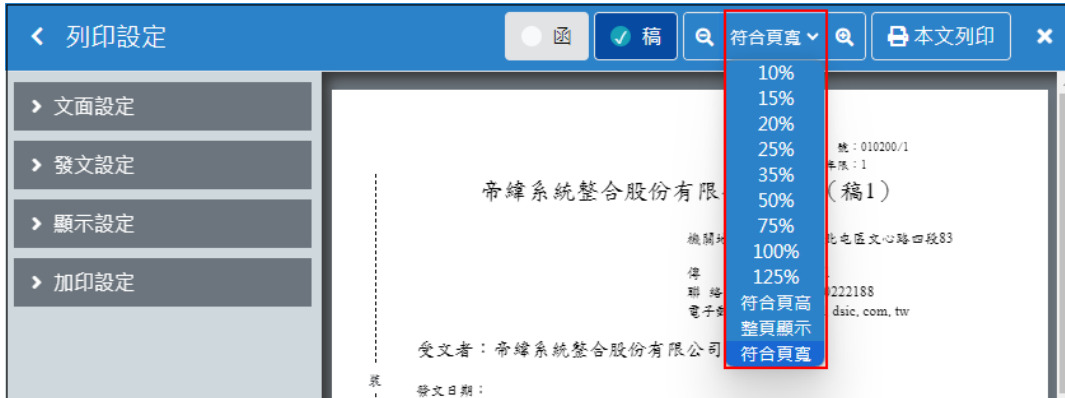 列印設定
函
稿
符合頁寬
本文列印
文面設定
發文設定
顯示設定
加印設定
10%
15%
20%
25%
35%
50%
75%
100%
125%
符合頁高
整頁顯示
符合頁寬
號：010200/1
年限：1
帝緯系統整合股份有限
（稿1）
機關地
北屯區文心路四段83
傳
聯 絡
0222188
電子郵
dsic, com, tw
受文者：帝緯系統整合股份有限公司
裝
發文日期：